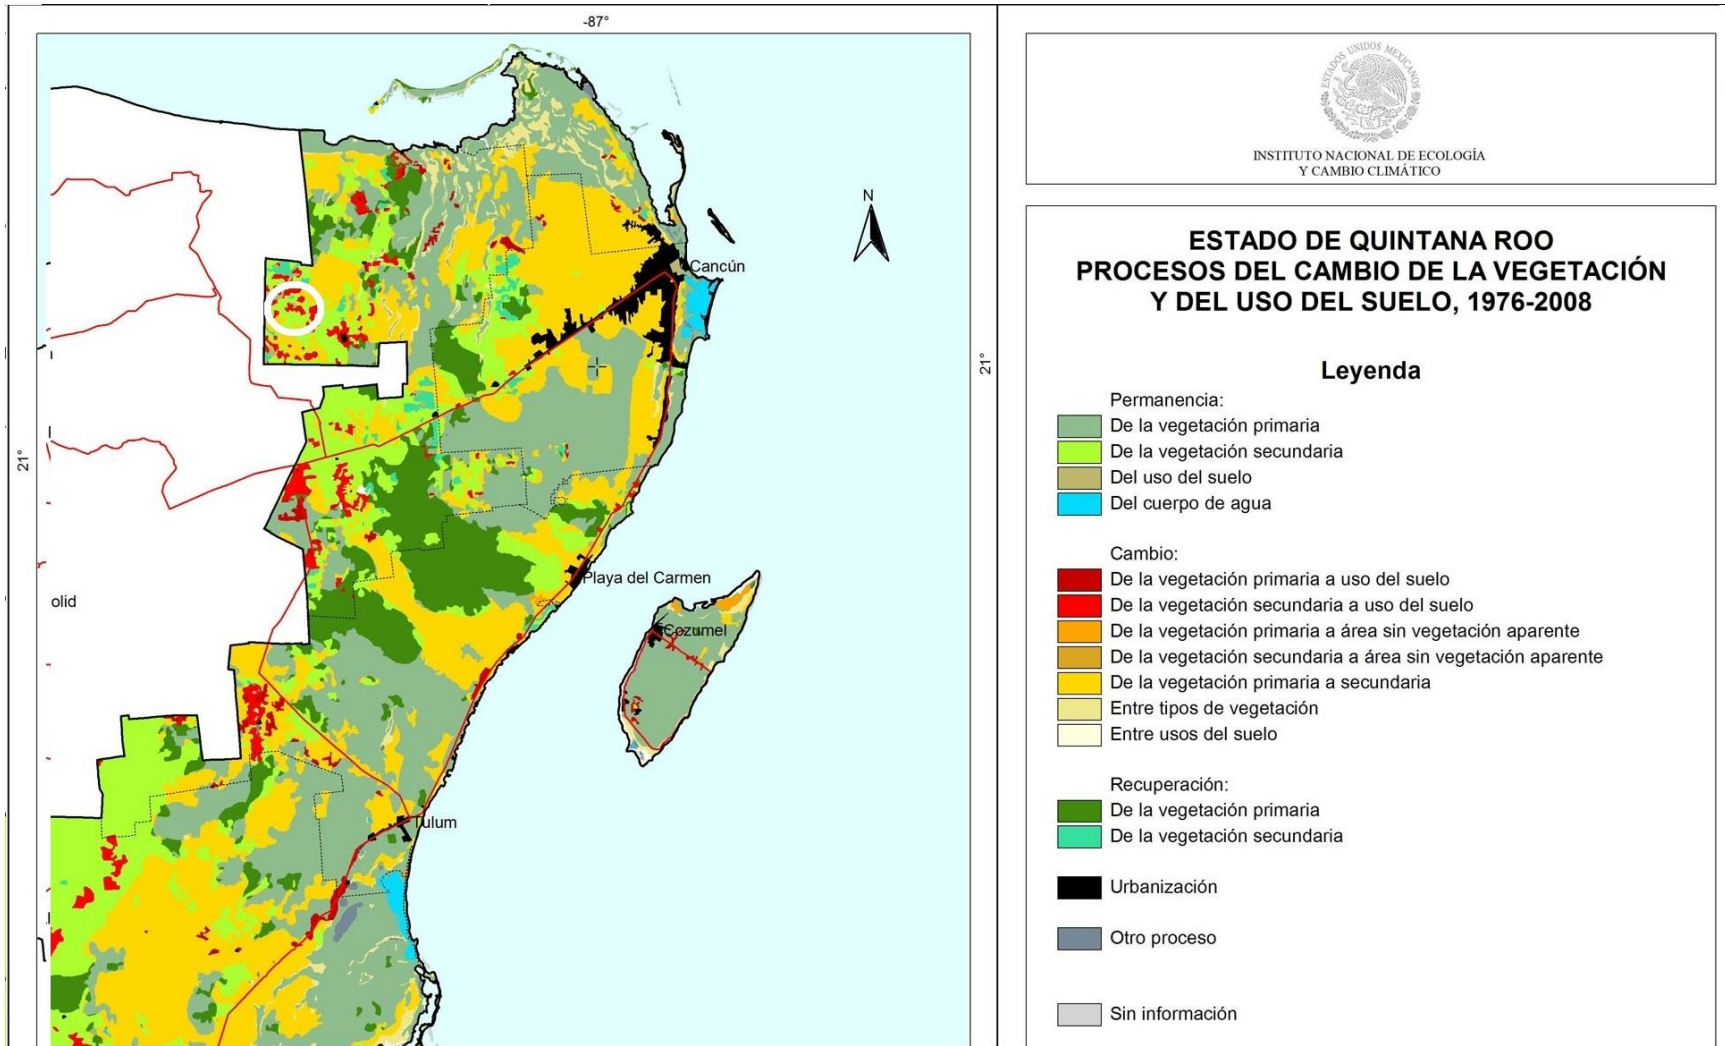 -87°
N
Cancún
21°
21°
Playa del Carmen
olid
Cozumel
Tulum
ESTADOS UNIDOS MEXICANOS
INSTITUTO NACIONAL DE ECOLOGÍA
Y CAMBIO CLIMÁTICO
ESTADO DE QUINTANA ROO
PROCESOS DEL CAMBIO DE LA VEGETACIÓN
Y DEL USO DEL SUELO, 1976-2008
Leyenda
Permanencia:
De la vegetación primaria
De la vegetación secundaria
Del uso del suelo
Del cuerpo de agua
Cambio:
De la vegetación primaria a uso del suelo
De la vegetación secundaria a uso del suelo
De la vegetación primaria a área sin vegetación aparente
De la vegetación secundaria a área sin vegetación aparente
De la vegetación primaria a secundaria
Entre tipos de vegetación
Entre usos del suelo
Recuperación:
De la vegetación primaria
De la vegetación secundaria
Urbanización
Otro proceso
Sin información